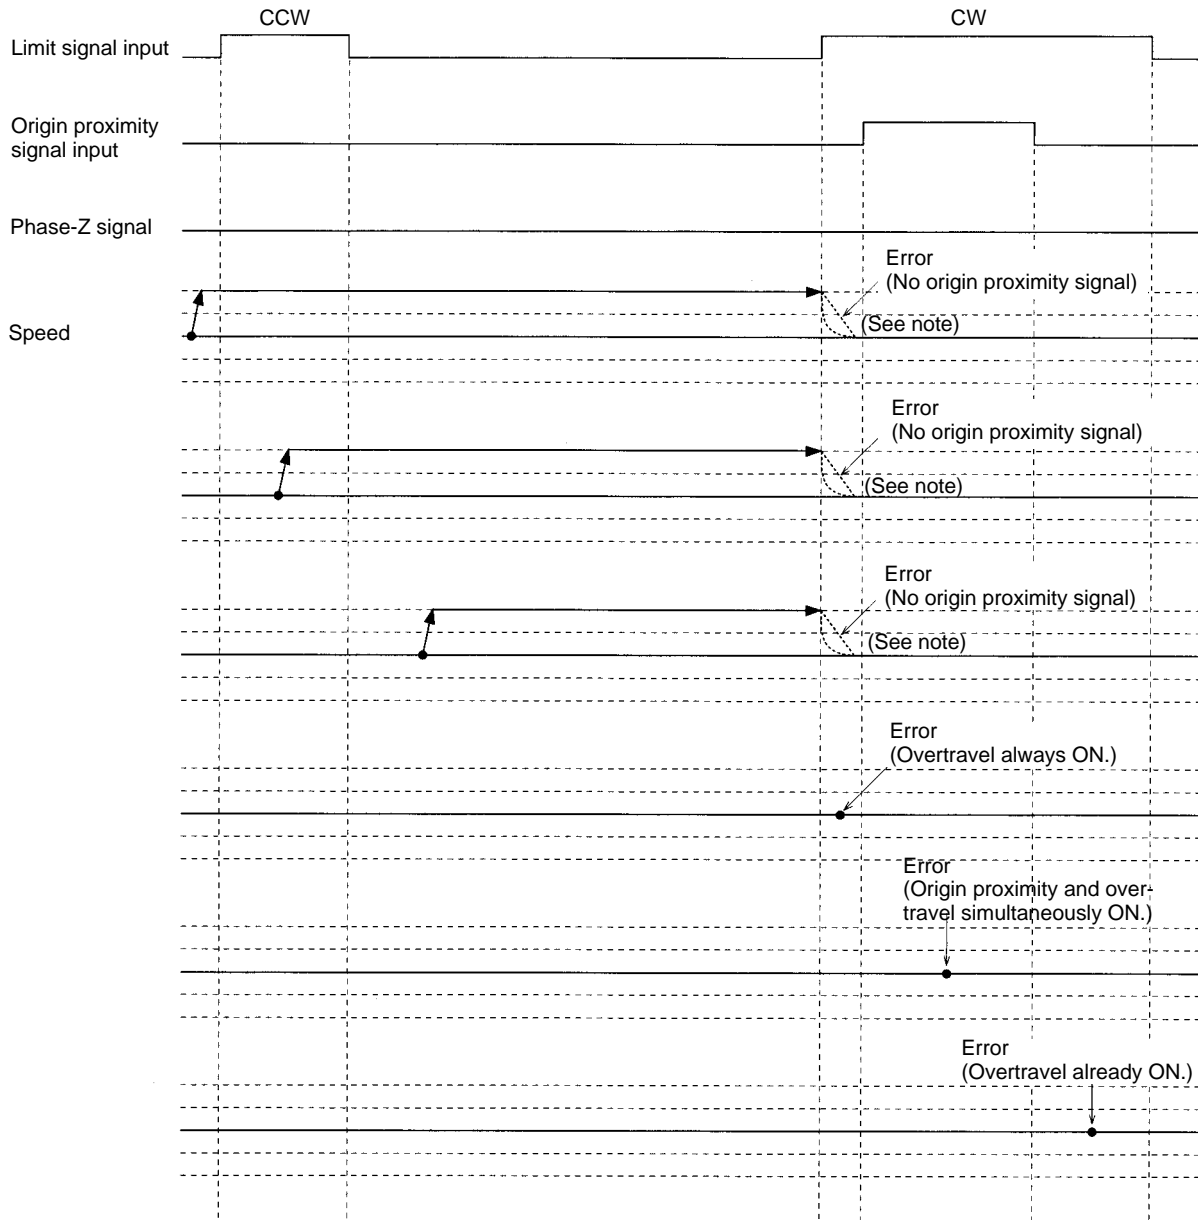 CCW
CW
Limit signal input
Origin proximity
signal input
Phase-Z signal
Error
(No origin proximity signal)
(See note)
Speed
Error
(No origin proximity signal)
(See note)
Error
(No origin proximity signal)
(See note)
Error
(Overtravel always ON.)
Error
(Origin proximity and over-
travel simultaneously ON.)
Error
(Overtravel already ON.)